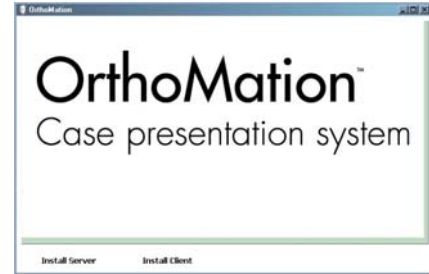 OrthoMation
OrthoMation™
Case presentation system
Install Server Install Client